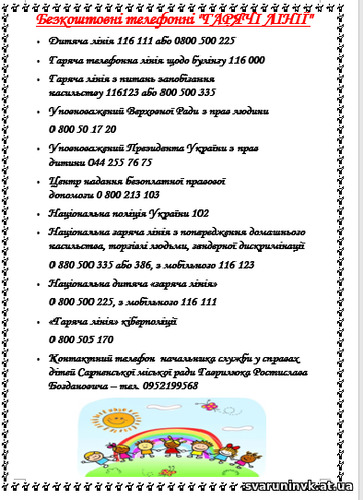 Безкоштовні телефонні "ГАРЯЧІ ЛІНІЇ"
• Дитяча лінія 116 111 або 0800 500 225
• Гаряча телефонна лінія щодо булінгу 116 000
• Гаряча лінія з питань запобігання
насильству 116123 або 800 500 335
• Уповноважений Верховної Ради з прав людини
0 800 50 17 20
• Уповноважений Президента України з прав
дитини 044 255 76 75
• Центр надання безоплатної правової
допомоги 0 800 213 103
• Національна поліція України 102
• Національна гаряча лінія з попередження домашнього
насильства, торгівлі людьми, гендерної дискримінації
0 880 500 335 або 386, з мобільного 116 123
• Національна дитяча «гаряча лінія»
0 800 500 225, з мобільного 116 111
• «Гаряча лінія» кіберполіції
0 800 505 170
• Контактний телефон начальника служби у справах
дітей Сарненської міської ради Гаврилюка Ростислава
Богдановича – тел. 0952199568
svaruninvk.at.ua